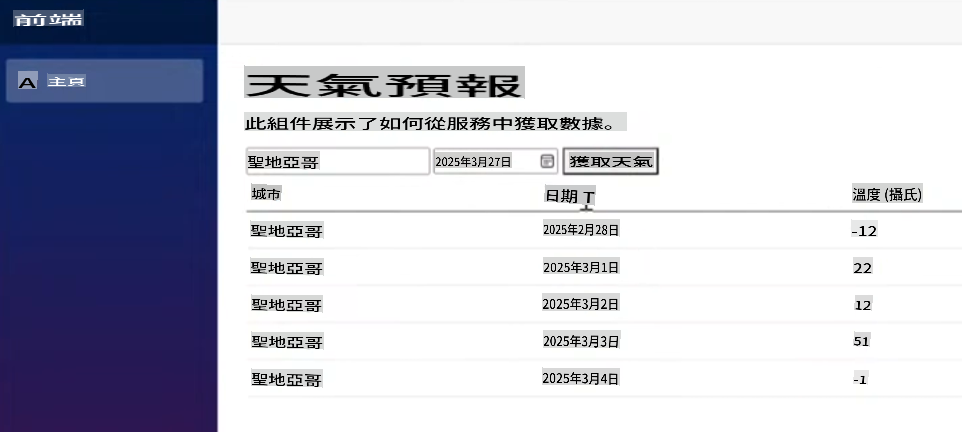 前端
A 主頁
天氣預報
此組件展示了如何從服務中獲取數據。
聖地亞哥 2025年3月27日 獲取天氣
城市 日期 T 溫度 (攝氏)
聖地亞哥 2025年2月28日 -12
聖地亞哥 2025年3月1日 22
聖地亞哥 2025年3月2日 12
聖地亞哥 2025年3月3日 51
聖地亞哥 2025年3月4日 -1